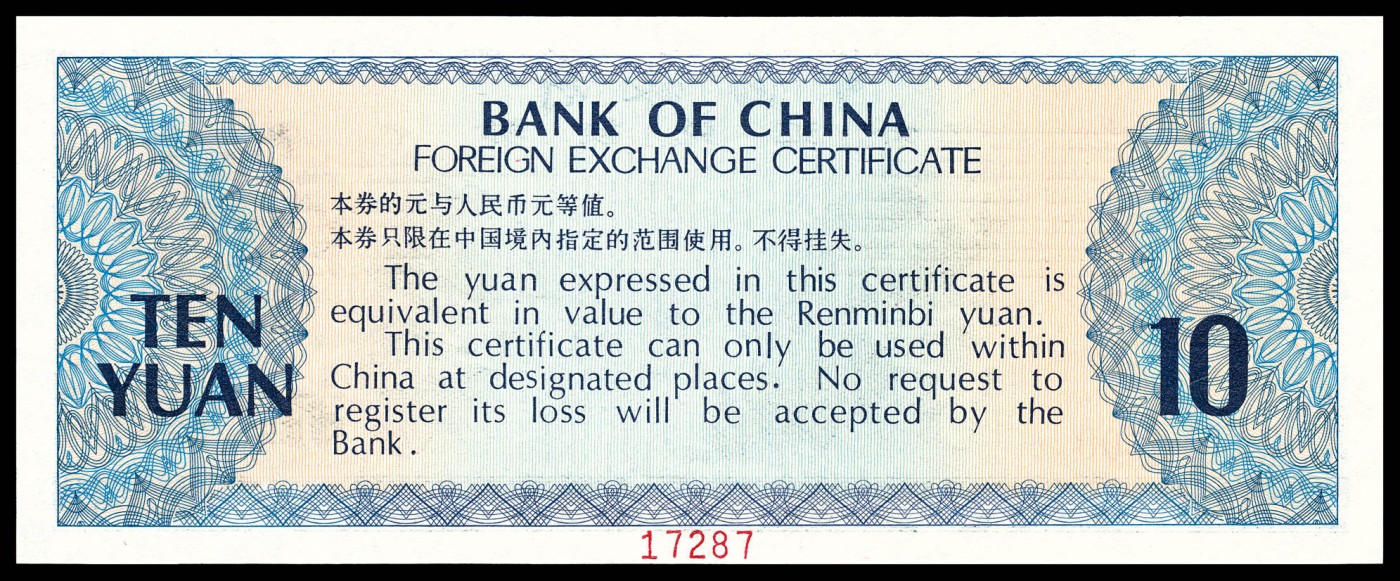 BANK OF CHINA
FOREIGN EXCHANGE CERTIFICATE
本券的元与人民币元等值。
本券只限在中国境内指定的范围使用。不得挂失。
The yuan expressed in this certificate is
equivalent in value to the Renminbi yuan.
This certificate can only be used within
China at designated places. No request to
register its loss will be accepted by the
Bank.
TEN
YUAN
10
17287